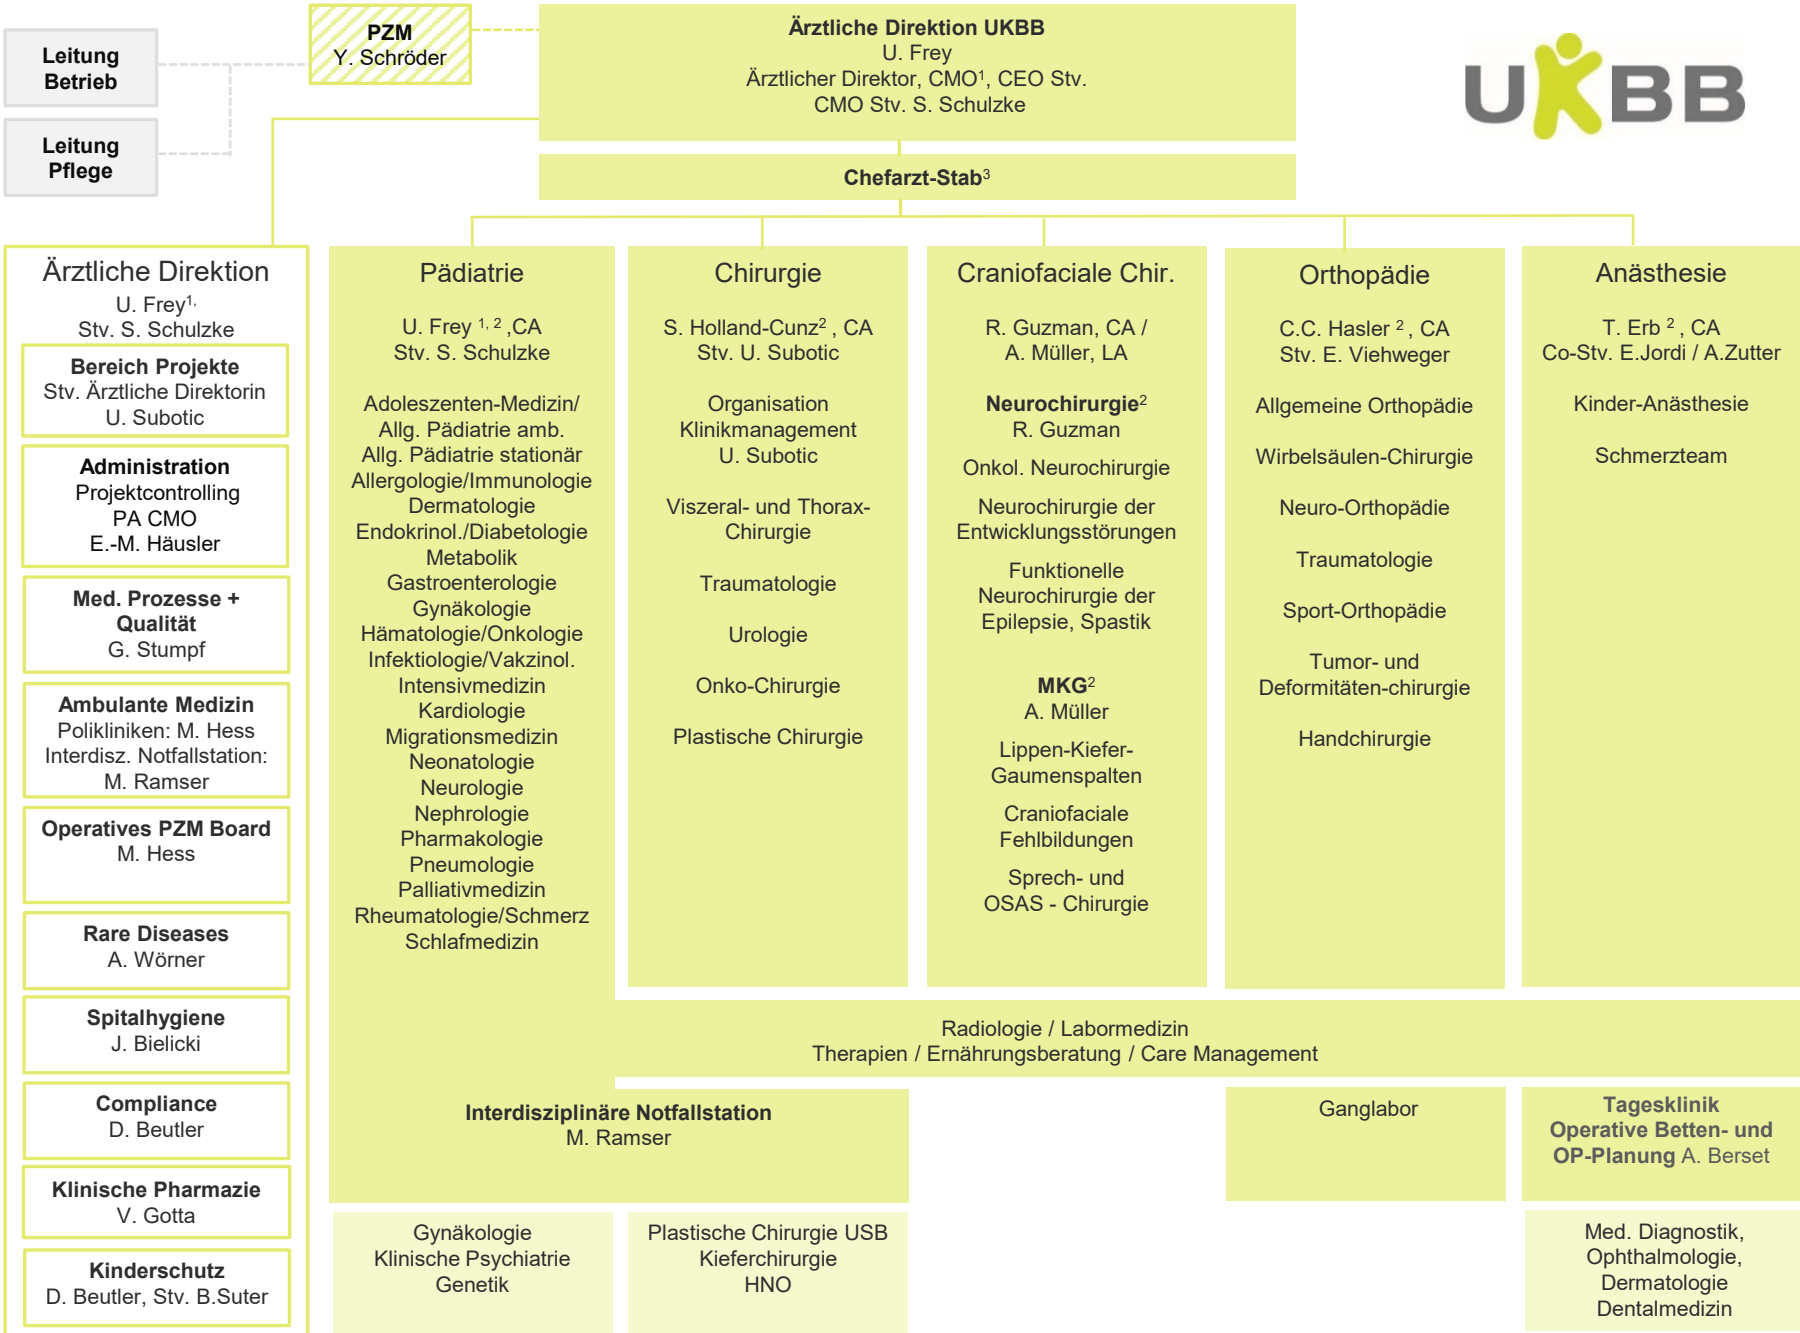 Leitung
Betrieb
Leitung
Pflege
PZM
Y. Schröder
Ärztliche Direktion UKBB
U. Frey
Ärztlicher Direktor, CMO¹, CEO Stv.
CMO Stv. S. Schulzke
UKBB
Chefarzt-Stab³
Ärztliche Direktion
U. Frey¹,
Stv. S. Schulzke
Bereich Projekte
Stv. Ärztliche Direktorin
U. Subotic
Administration
Projektcontrolling
PA CMO
E.-M. Häusler
Med. Prozesse +
Qualität
G. Stumpf
Ambulante Medizin
Polikliniken: M. Hess
Interdisz. Notfallstation:
M. Ramser
Operatives PZM Board
M. Hess
Rare Diseases
A. Wörner
Spitalhygiene
J. Bielicki
Compliance
D. Beutler
Klinische Pharmazie
V. Gotta
Kinderschutz
D. Beutler, Stv. B.Suter
Pädiatrie
U. Frey ¹, ² ,CA
Stv. S. Schulzke
Adoleszenten-Medizin/
Allg. Pädiatrie amb.
Allg. Pädiatrie stationär
Allergologie/Immunologie
Dermatologie
Endokrinol./Diabetologie
Metabolik
Gastroenterologie
Gynäkologie
Hämatologie/Onkologie
Infektiologie/Vakzinol.
Intensivmedizin
Kardiologie
Migrationsmedizin
Neonatologie
Neurologie
Nephrologie
Pharmakologie
Pneumologie
Palliativmedizin
Rheumatologie/Schmerz
Schlafmedizin
Chirurgie
S. Holland-Cunz² , CA
Stv. U. Subotic
Organisation
Klinikmanagement
U. Subotic
Viszeral- und Thorax-
Chirurgie
Traumatologie
Urologie
Onko-Chirurgie
Plastische Chirurgie
Craniofaciale Chir.
R. Guzman, CA /
A. Müller, LA
Neurochirurgie²
R. Guzman
Onkol. Neurochirurgie
Neurochirurgie der
Entwicklungsstörungen
Funktionelle
Neurochirurgie der
Epilepsie, Spastik
MKG²
A. Müller
Lippen-Kiefer-
Gaumenspalten
Craniofaciale
Fehlbildungen
Sprech- und
OSAS - Chirurgie
Orthopädie
C.C. Hasler ² , CA
Stv. E. Viehweger
Allgemeine Orthopädie
Wirbelsäulen-Chirurgie
Neuro-Orthopädie
Traumatologie
Sport-Orthopädie
Tumor- und
Deformitäten-chirurgie
Handchirurgie
Anästhesie
T. Erb ² , CA
Co-Stv. E.Jordi / A.Zutter
Kinder-Anästhesie
Schmerzteam
Radiologie / Labormedizin
Therapien / Ernährungsberatung / Care Management
Interdisziplinäre Notfallstation
M. Ramser
Ganglabor
Tagesklinik
Operative Betten- und
OP-Planung A. Berset
Gynäkologie
Klinische Psychiatrie
Genetik
Plastische Chirurgie USB
Kieferchirurgie
HNO
Med. Diagnostik,
Ophthalmologie,
Dermatologie
Dentalmedizin